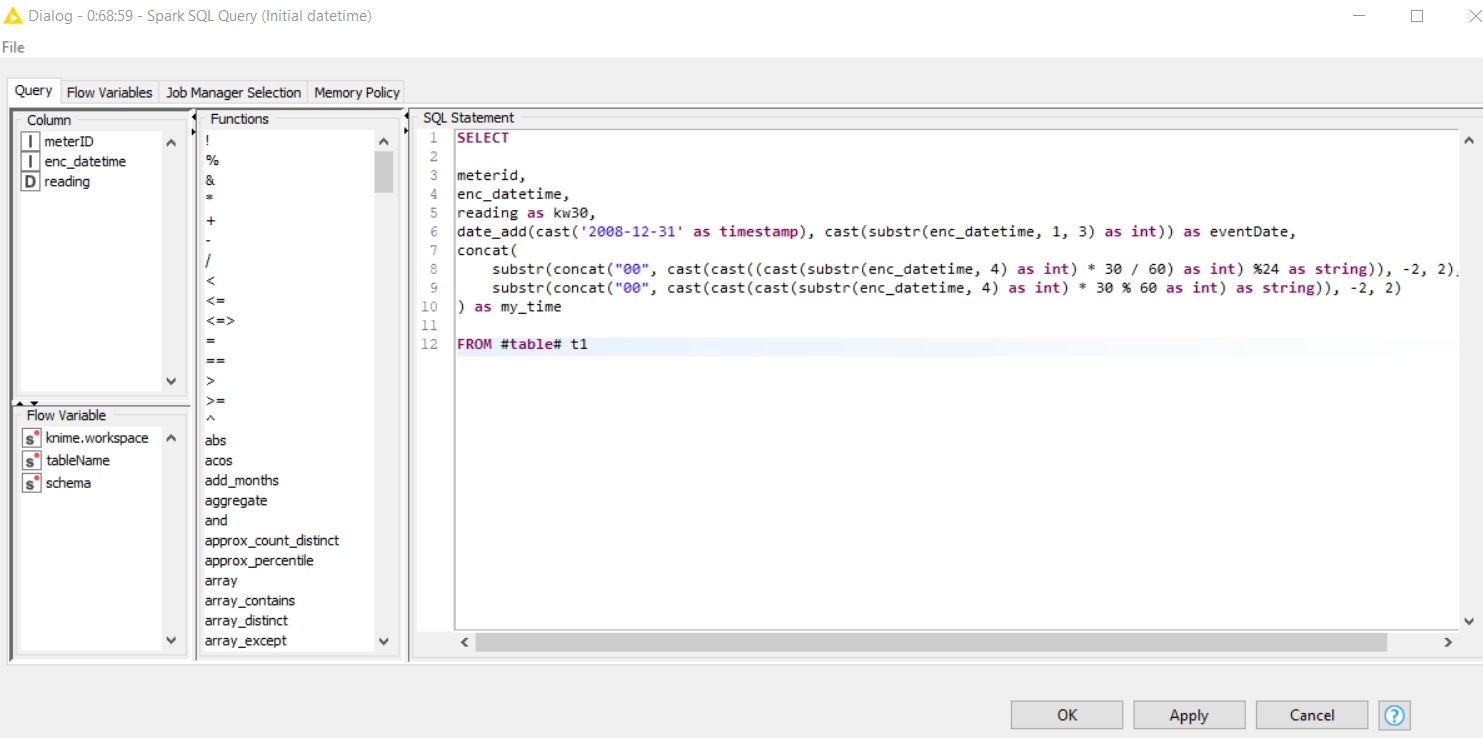 Dialog - 0:68:59 - Spark SQL Query (Initial datetime)
File
Query Flow Variables Job Manager Selection Memory Policy
Column
I meterID
I enc_datetime
D reading
Flow Variable
s knime.workspace
s tableName
s schema
Functions
!
%
&
*
+
-
/
<
<=
<=>
=
==
>
>=
^
abs
acos
add_months
aggregate
and
approx_count_distinct
approx_percentile
array
array_contains
array_distinct
array_except
SQL Statement
1 SELECT
2
3 meterid,
4 enc_datetime,
5 reading as kw30,
6 date_add(cast('2008-12-31' as timestamp), cast(substr(enc_datetime, 1, 3) as int)) as eventDate,
7 concat(
8 substr(concat("00", cast(cast((cast(substr(enc_datetime, 4) as int) * 30 / 60) as int) %24 as string)), -2, 2),
9 substr(concat("00", cast(cast(cast(substr(enc_datetime, 4) as int) * 30 % 60 as int) as string)), -2, 2)
10 ) as my_time
11
12 FROM #table# t1
OK Apply Cancel ?